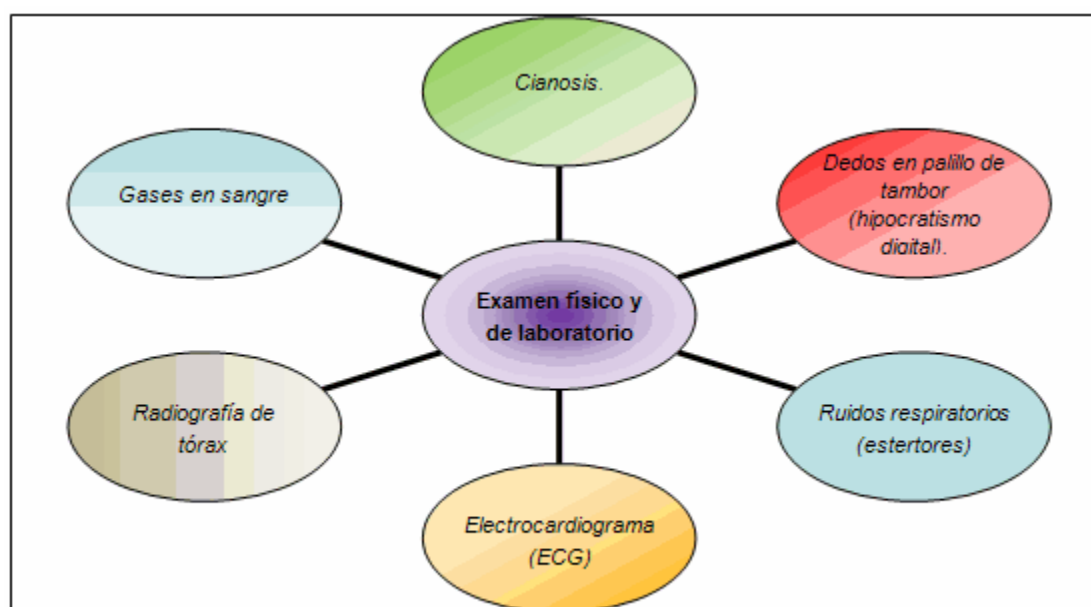 Cianosis.
Gases en sangre
Dedos en palillo de
tambor
(hipocratismo
digital).
Examen físico y
de laboratorio
Radiografía de
tórax
Ruidos respiratorios
(estertores)
Electrocardiograma
(ECG)